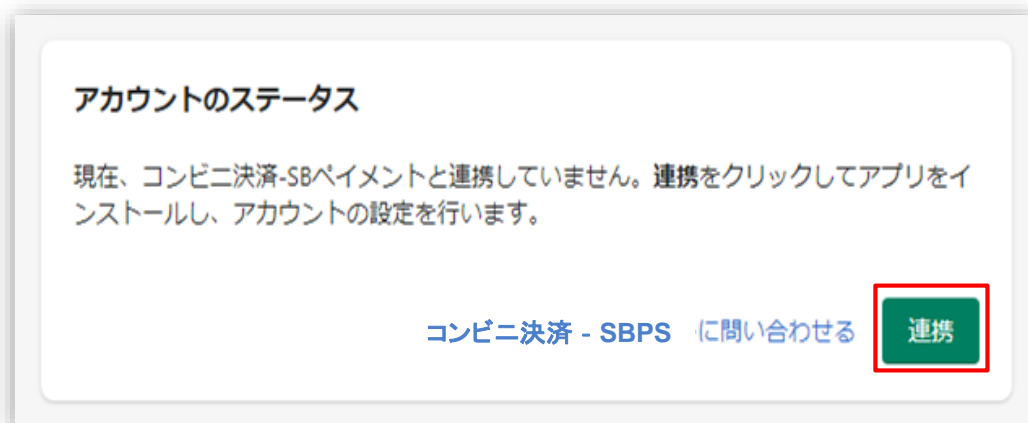 アカウントのステータス
現在、コンビニ決済-SBペイメントと連携していません。連携をクリックしてアプリをイ
ンストールし、アカウントの設定を行います。
コンビニ決済 - SBPS に問い合わせる 連携